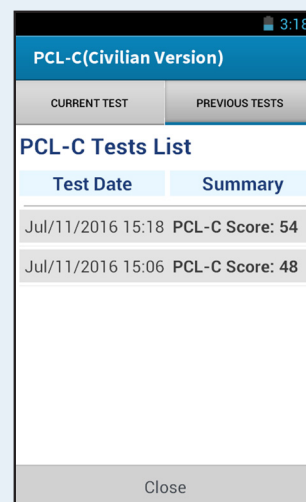 3:18
PCL-C(Civilian Version)
CURRENT TEST PREVIOUS TESTS
PCL-C Tests List
Test Date Summary
Jul/11/2016 15:18 PCL-C Score: 54
Jul/11/2016 15:06 PCL-C Score: 48
Close